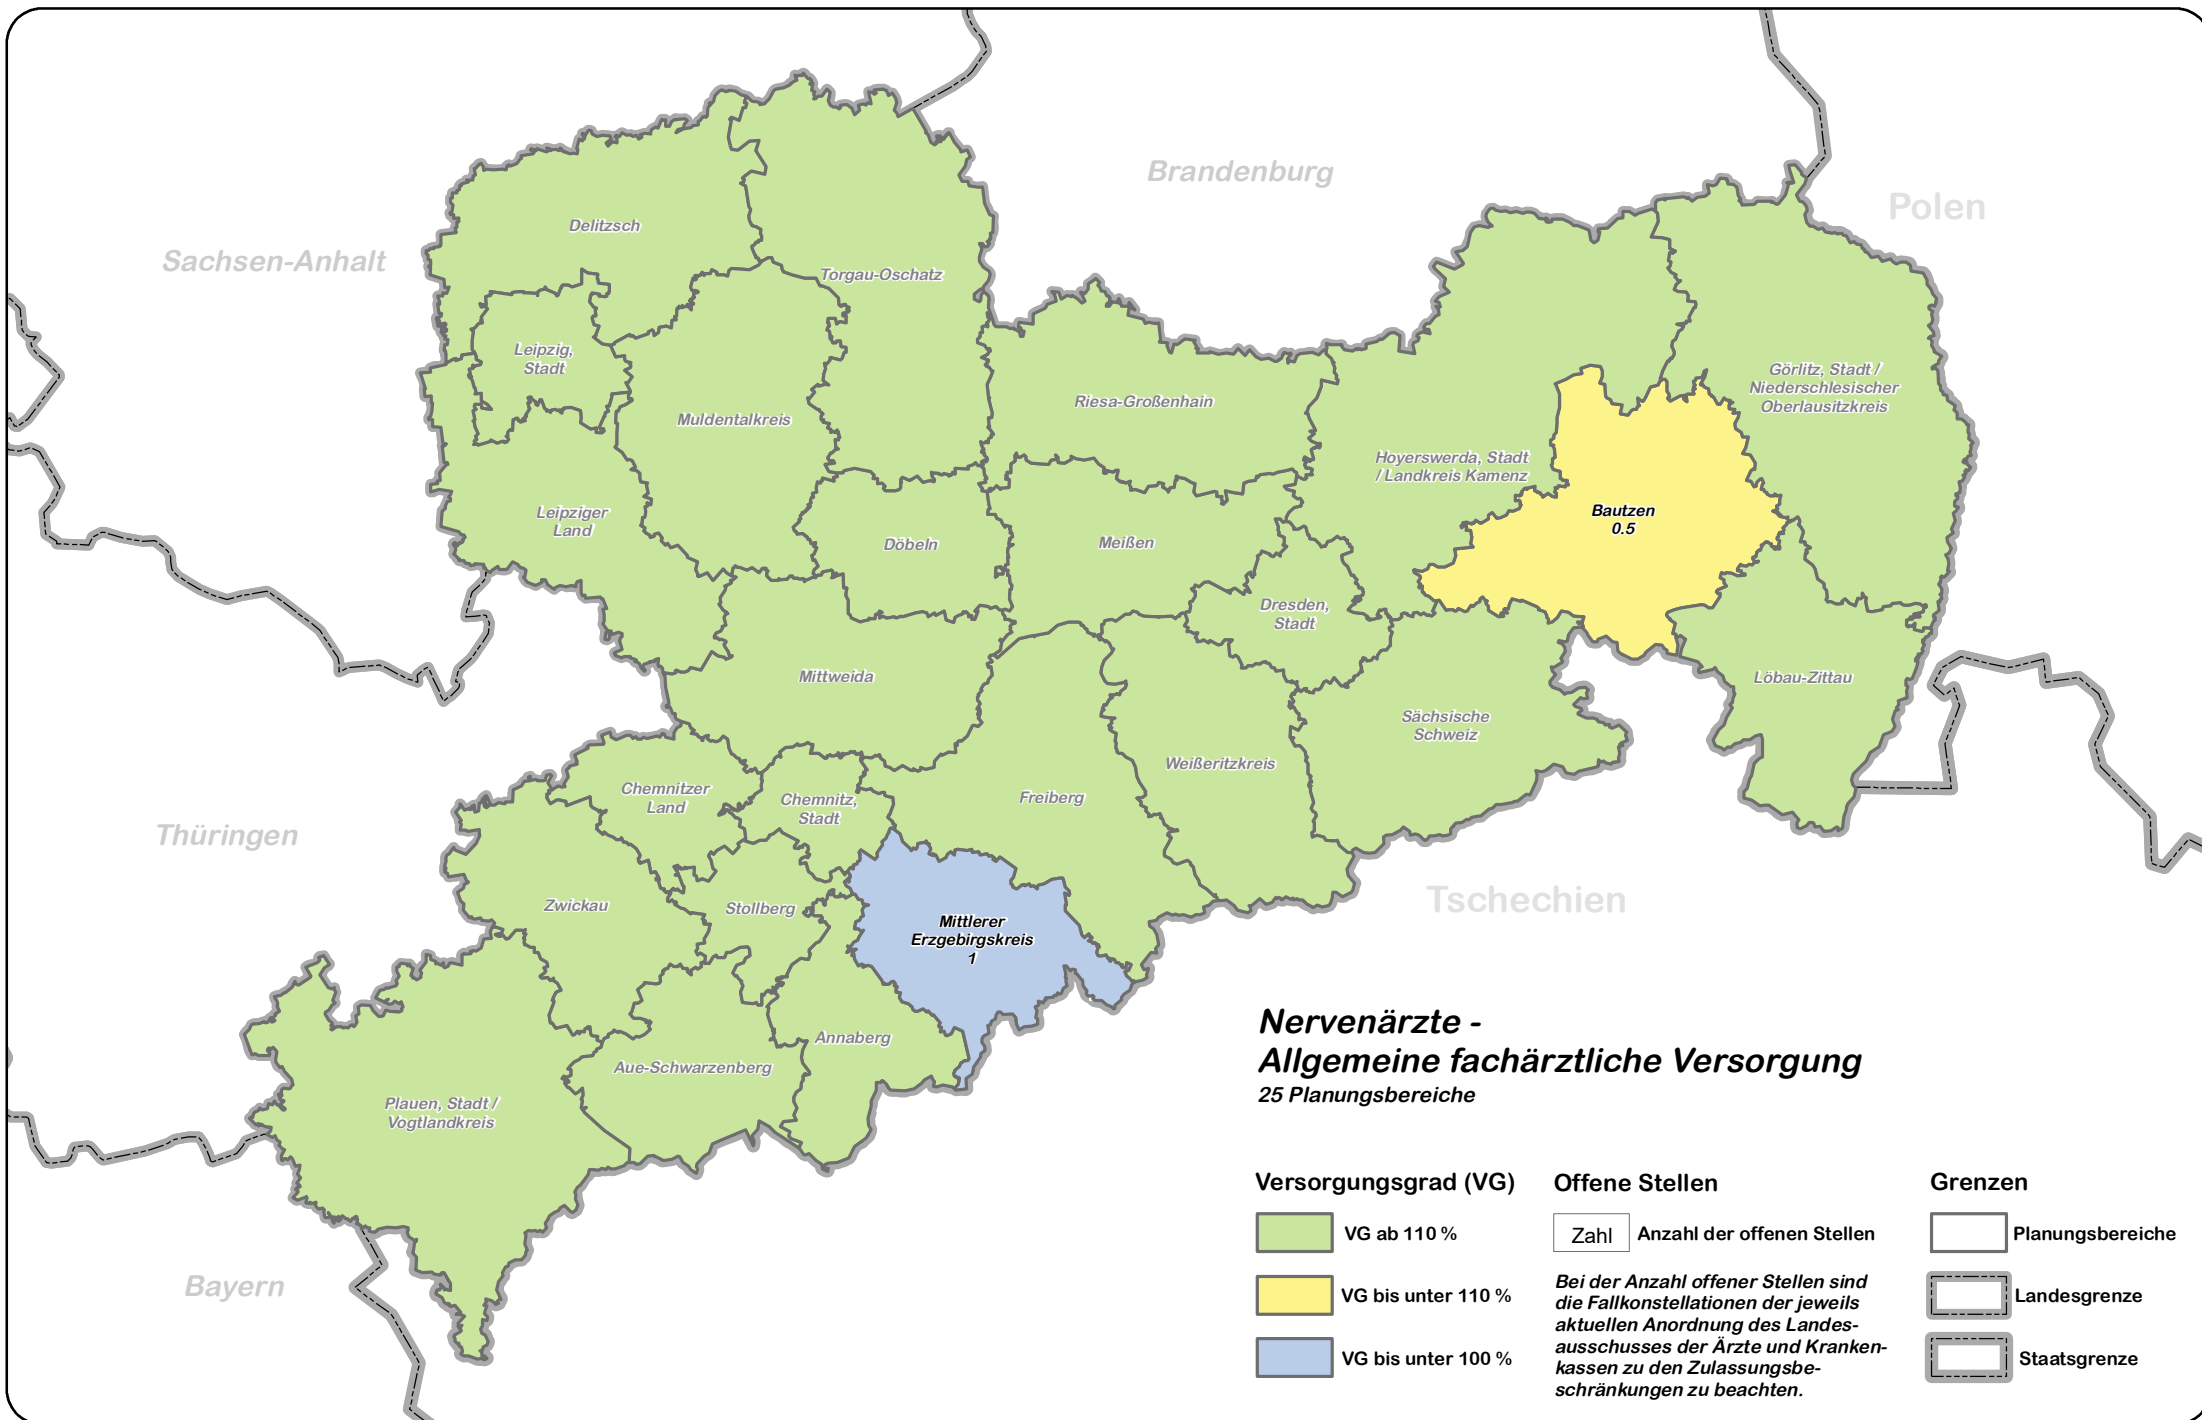 Brandenburg
Polen
Sachsen-Anhalt
Delitzsch
Torgau-Oschatz
Leipzig,
Stadt
Muldentalkreis
Riesa-Großenhain
Görlitz, Stadt /
Niederschlesischer
Oberlausitzkreis
Hoyerswerda, Stadt
/ Landkreis Kamenz
Bautzen
0.5
Leipziger
Land
Döbeln
Meißen
Dresden,
Stadt
Mittweida
Löbau-Zittau
Sächsische
Schweiz
Weißeritzkreis
Chemnitzer
Land
Chemnitz,
Stadt
Freiberg
Thüringen
Tschechien
Zwickau
Stollberg
Mittlerer
Erzgebirgskreis
1
Annaberg
Aue-Schwarzenberg
Plauen, Stadt /
Vogtlandkreis
Bayern
Nervenärzte -
Allgemeine fachärztliche Versorgung
25 Planungsbereiche
Versorgungsgrad (VG)
VG ab 110 %
VG bis unter 110 %
VG bis unter 100 %
Offene Stellen
Zahl
Anzahl der offenen Stellen
Bei der Anzahl offener Stellen sind
die Fallkonstellationen der jeweils
aktuellen Anordnung des Landes-
ausschusses der Ärzte und Kranken-
kassen zu den Zulassungsbe-
schränkungen zu beachten.
Grenzen
Planungsbereiche
Landesgrenze
Staatsgrenze